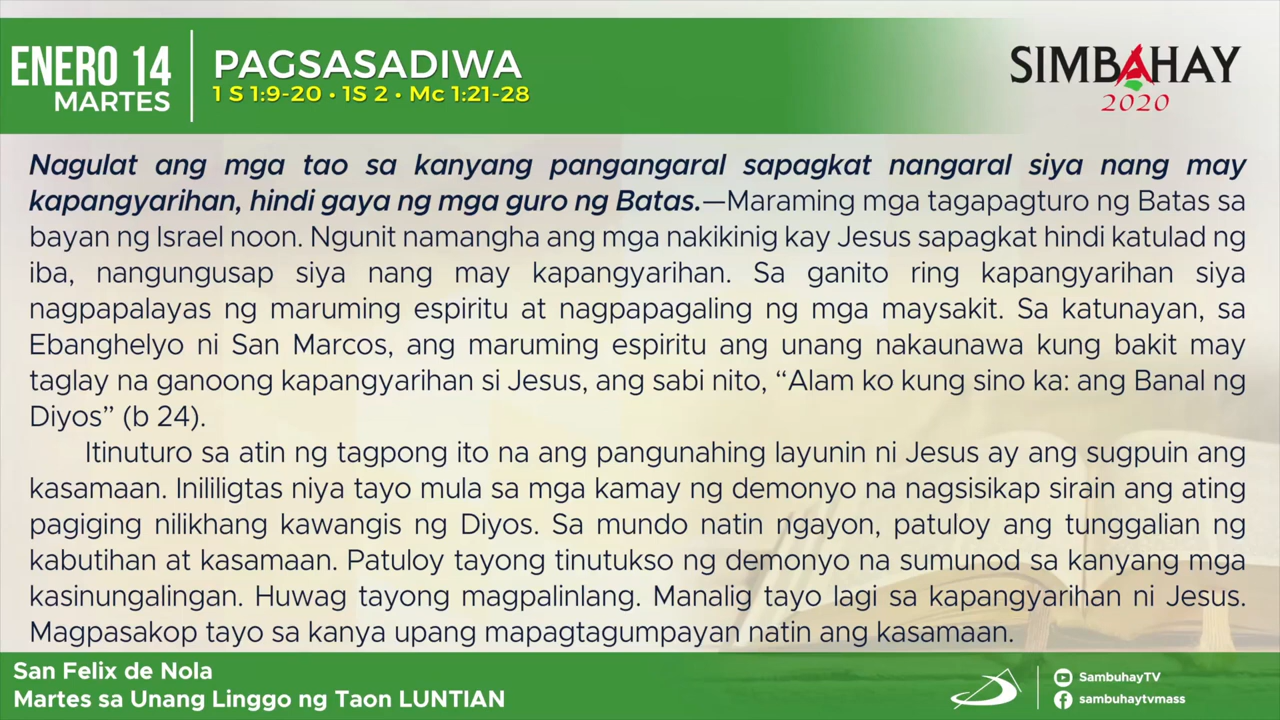 ENERO 14
MARTES
PAGSASADIWA
1 S 1:9-20 • 1S 2 • Mc 1:21-28
SIMBAHAY
2020
Nagulat ang mga tao sa kanyang pangangaral sapagkat nangaral siya nang may
kapangyarihan, hindi gaya ng mga guro ng Batas.—Maraming mga tagapagturo ng Batas sa
bayan ng Israel noon. Ngunit namangha ang mga nakikinig kay Jesus sapagkat hindi katulad ng
iba, nangungusap siya nang may kapangyarihan. Sa ganito ring kapangyarihan siya
nagpapalayas ng maruming espiritu at nagpapagaling ng mga maysakit. Sa katunayan, sa
Ebanghelyo ni San Marcos, ang maruming espiritu ang unang nakaunawa kung bakit may
taglay na ganoong kapangyarihan si Jesus, ang sabi nito, “Alam ko kung sino ka: ang Banal ng
Diyos” (b 24).
Itinuturo sa atin ng tagpong ito na ang pangunahing layunin ni Jesus ay ang sugpuin ang
kasamaan. Inililigtas niya tayo mula sa mga kamay ng demonyo na nagsisikap sirain ang ating
pagiging nilikhang kawangis ng Diyos. Sa mundo natin ngayon, patuloy ang tunggalian ng
kabutihan at kasamaan. Patuloy tayong tinutukso ng demonyo na sumunod sa kanyang mga
kasinungalingan. Huwag tayong magpalinlang. Manalig tayo lagi sa kapangyarihan ni Jesus.
Magpasakop tayo sa kanya upang mapagtagumpayan natin ang kasamaan.
San Felix de Nola
Martes sa Unang Linggo ng Taon LUNTIAN
SambuhayTV
sambuhaytvmass